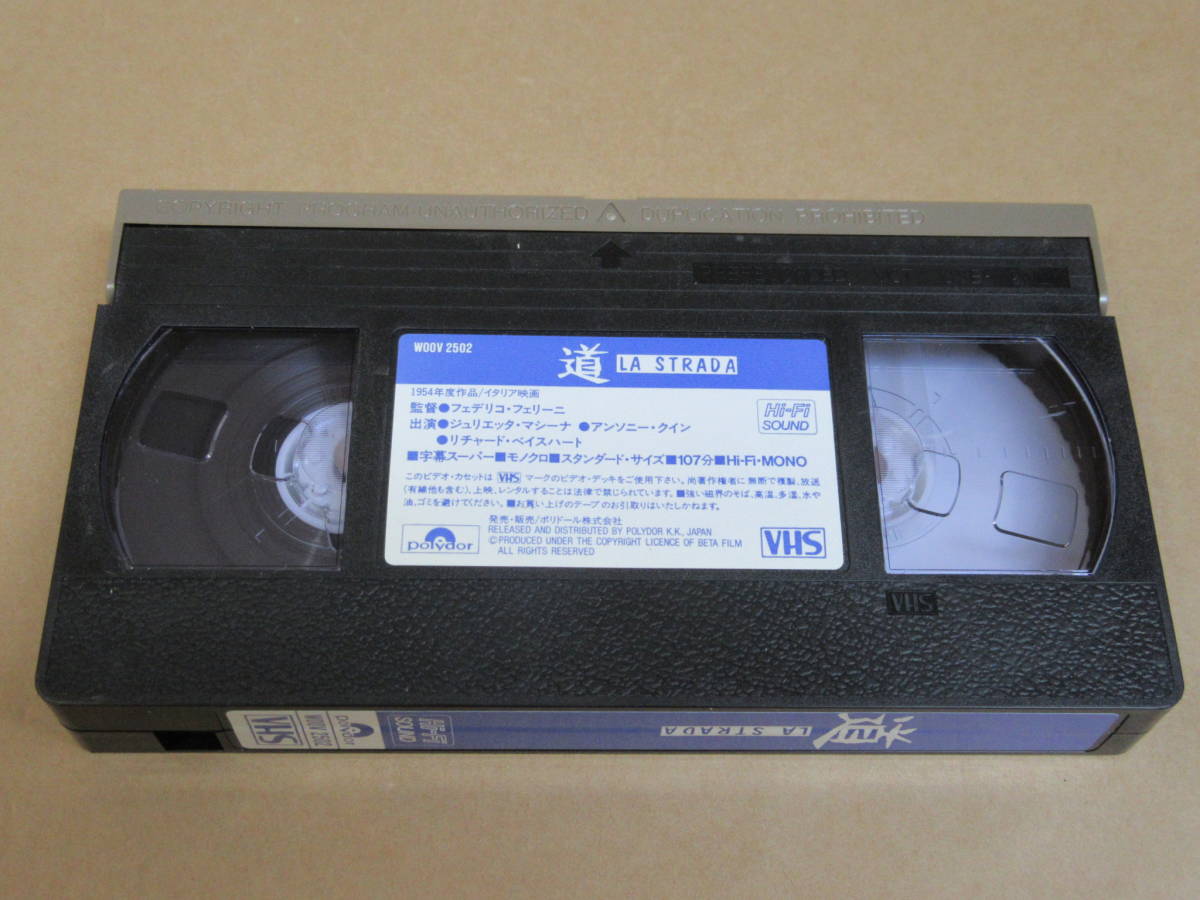 COPYRIGHT PROGRAM-UNAUTHORIZED DUPLICATION PROHIBITED
WOOV 2502
道 LA STRADA
1954年度作品/イタリア映画
監督●フェデリコ・フェリーニ
出演●ジュリエッタ・マシーナ ●アンソニー・クイン
●リチャード・ベイスハート
Hi-Fi
SOUND
■字幕スーパー■モノクロ■スタンダード・サイズ■107分■Hi-Fi・MONO
このビデオ・カセットは VHS マークのビデオ・デッキをご使用下さい。尚著作権者に無断で複製、放送
(有線他も含む)、上映、レンタルすることは法律で禁じられています。■強い磁界のそば、高温、多湿、水や
油、ゴミを避けてください。■お買い上げのテープのお引取りはいたしかねます。
発売・販売/ポリドール株式会社
RELEASED AND DISTRIBUTED BY POLYDOR K.K., JAPAN
©PRODUCED UNDER THE COPYRIGHT LICENCE OF BETA FILM
ALL RIGHTS RESERVED
polydor
VHS
VHS
道 LA STRADA
Hi-Fi
SOUND
polydor
WOOV 2502
VHS